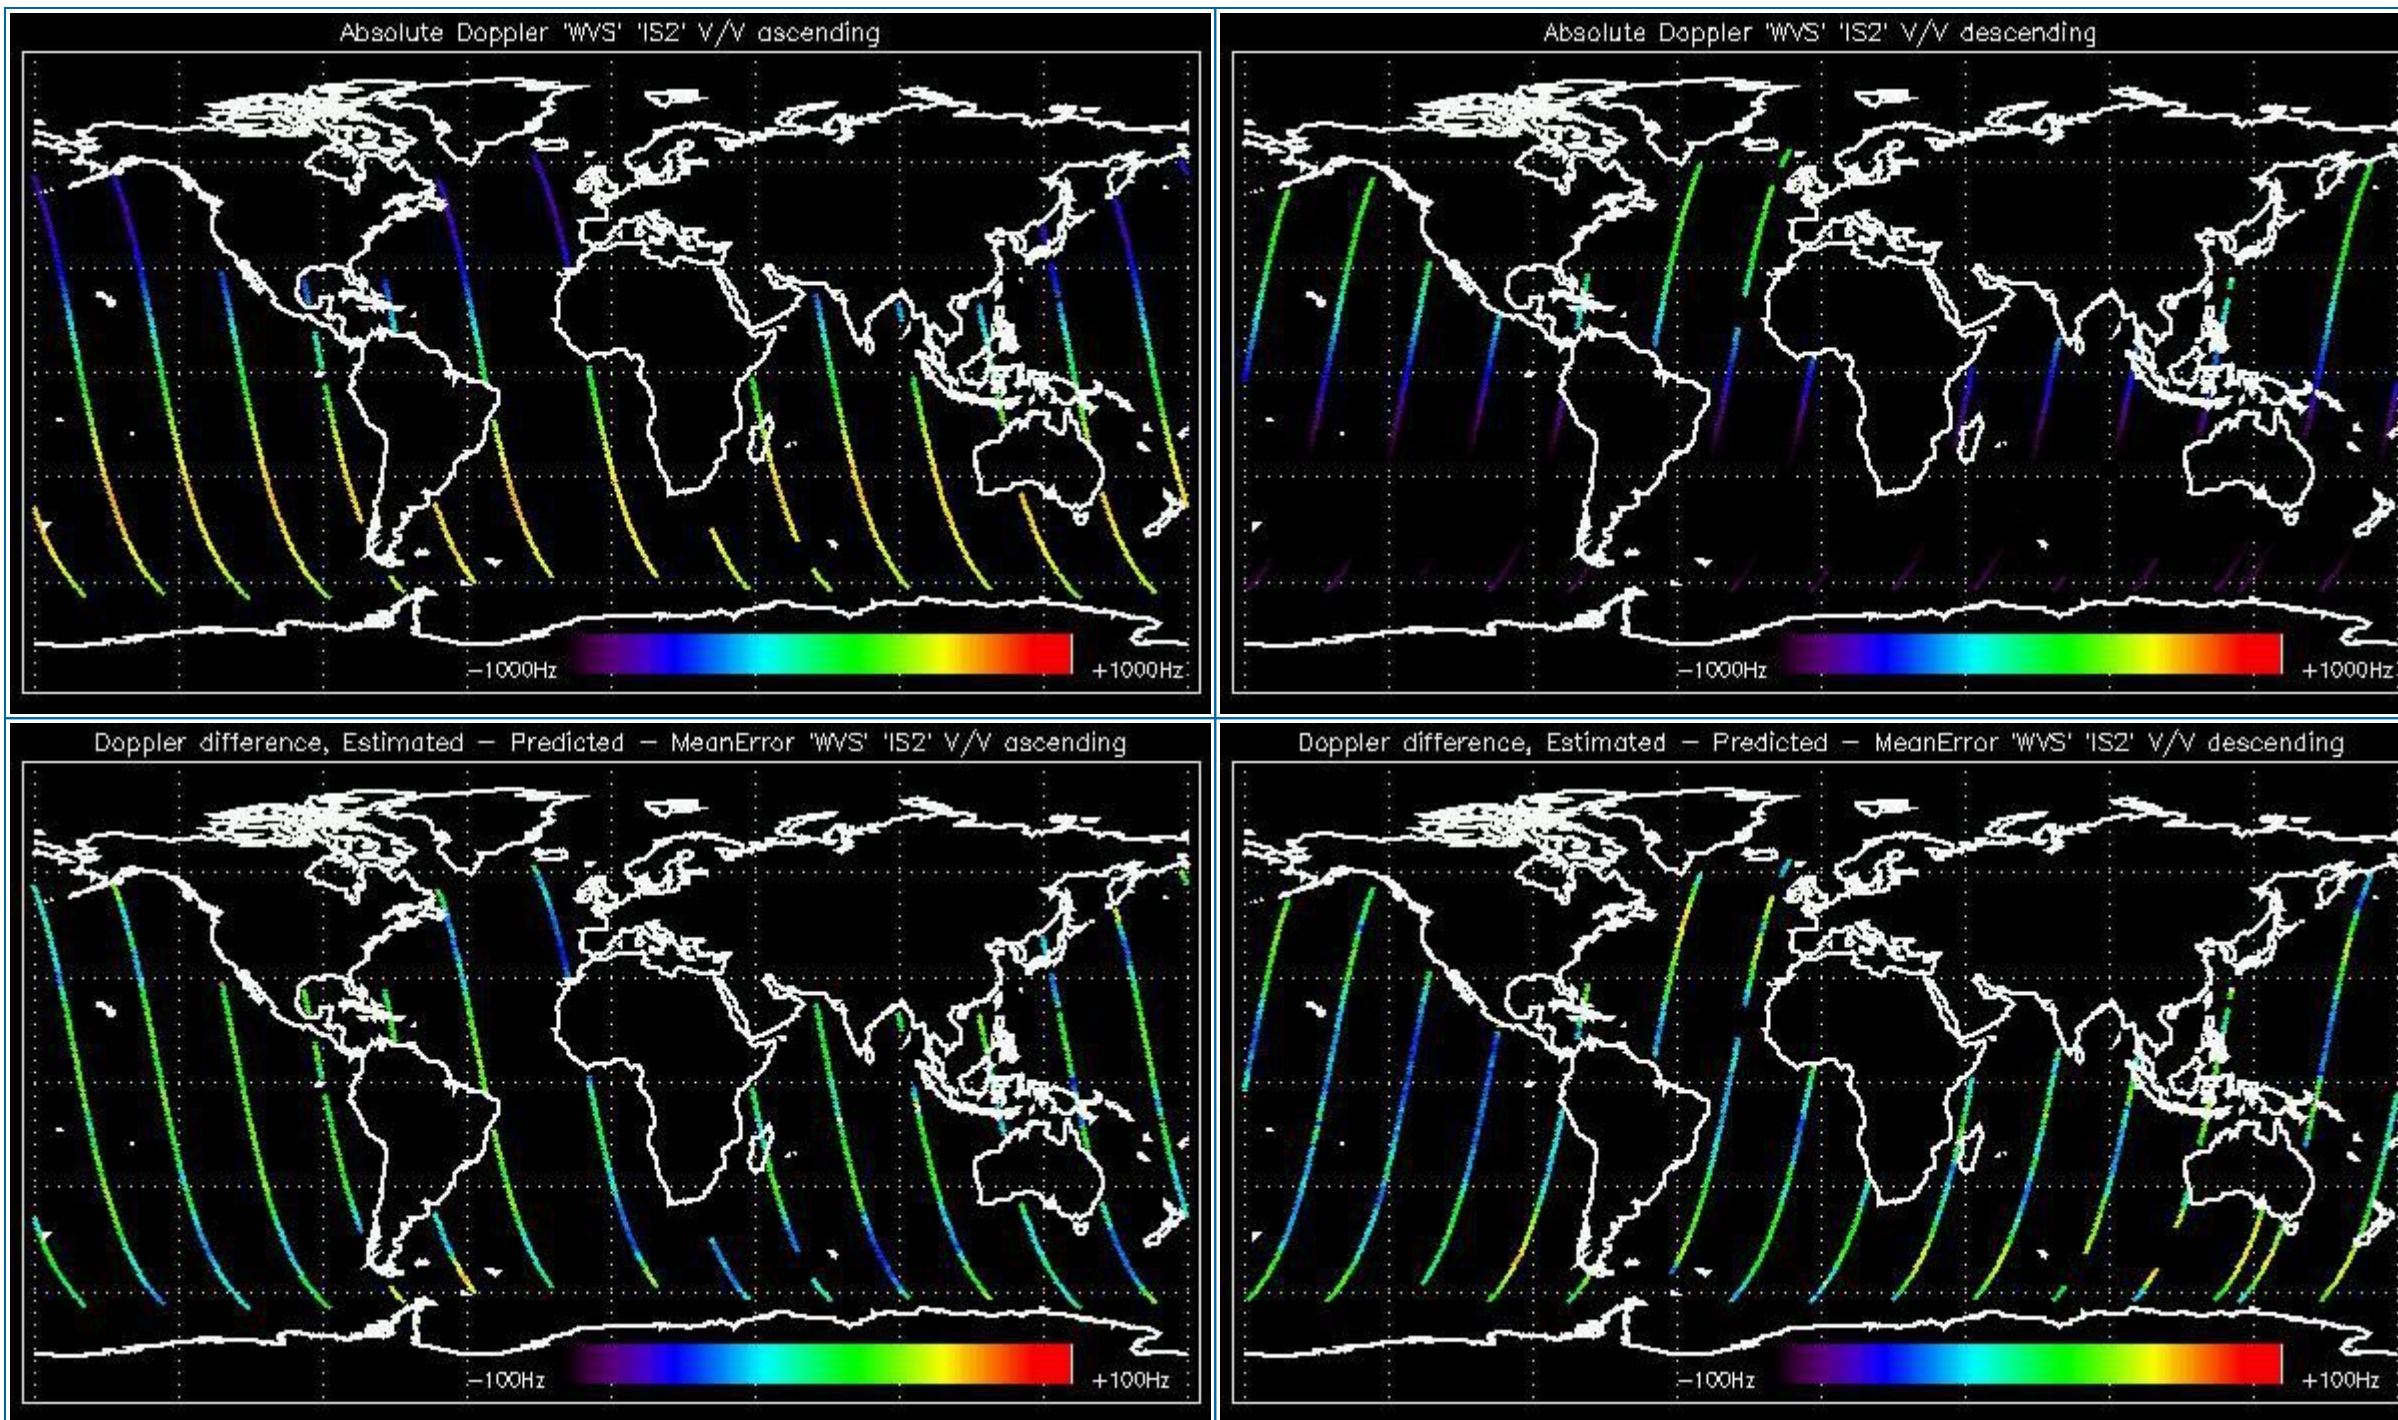 Absolute Doppler 'WVS' 'IS2' V/V ascending
−1000Hz
+1000Hz
Absolute Doppler 'WVS' 'IS2' V/V descending
−1000Hz
+1000Hz
Doppler difference, Estimated − Predicted − MeanError 'WVS' 'IS2' V/V ascending
−100Hz
+100Hz
Doppler difference, Estimated − Predicted − MeanError 'WVS' 'IS2' V/V descending
−100Hz
+100Hz